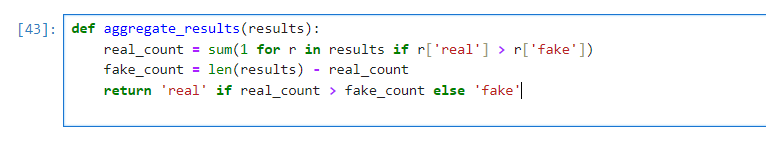 [43]: def aggregate_results(results):
    real_count = sum(1 for r in results if r['real'] > r['fake'])
    fake_count = len(results) - real_count
    return 'real' if real_count > fake_count else 'fake'